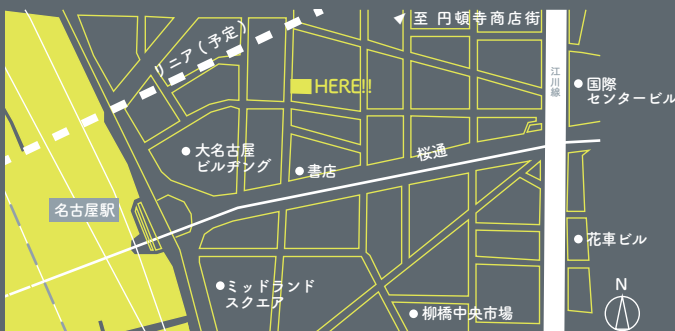 至 円頓寺商店街
リニア(予定)
HERE!!
江川線
国際
センタービル
大名古屋
ビルヂング
書店
桜通
名古屋駅
花車ビル
ミッドランド
スクエア
柳橋中央市場
N